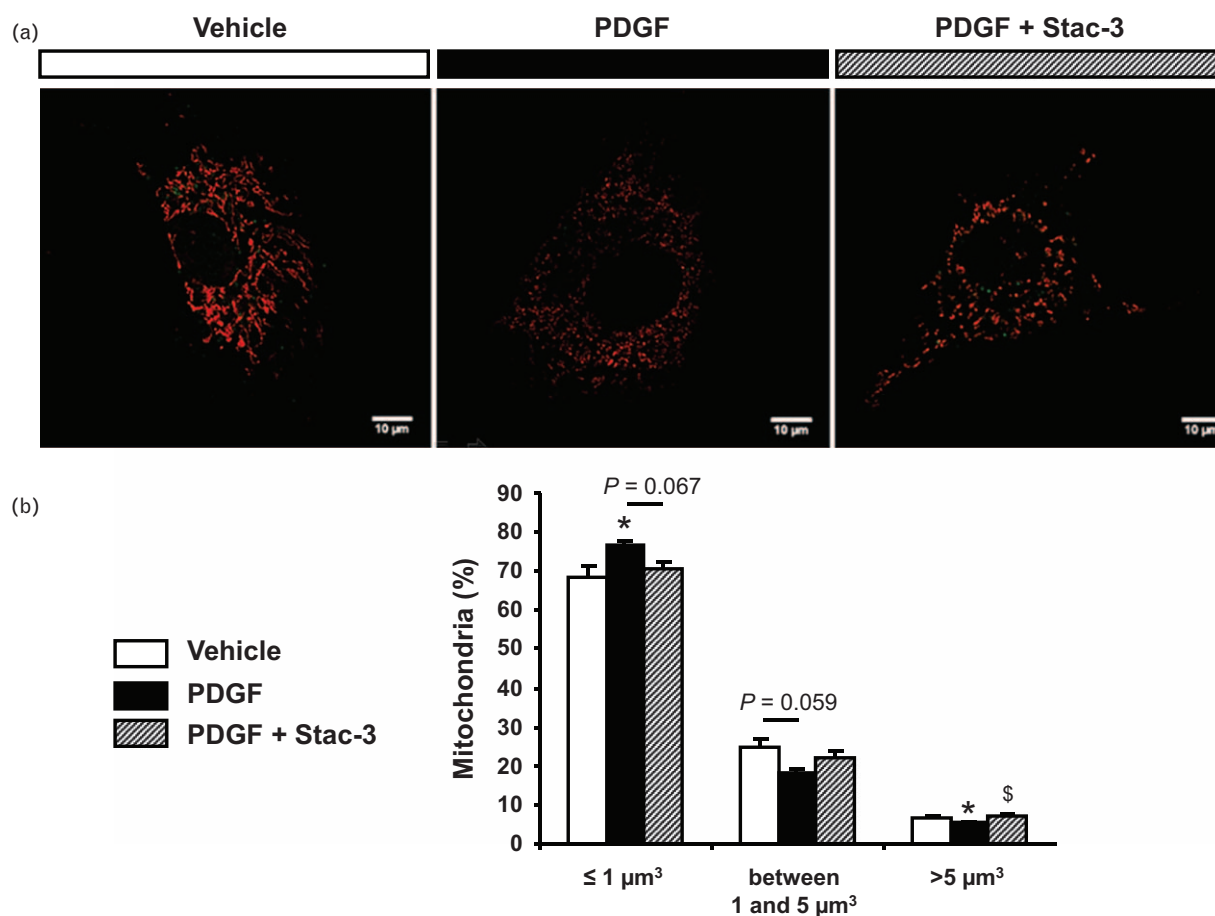 (a)
Vehicle PDGF PDGF + Stac-3
10 µm 10 µm 10 µm
(b)
Mitochondria (%)
90
80
70
60
50
40
30
20
10
0
P = 0.067
*
P = 0.059
* $
≤ 1 µm³ between >5 µm³
1 and 5 µm³
Vehicle
PDGF
PDGF + Stac-3